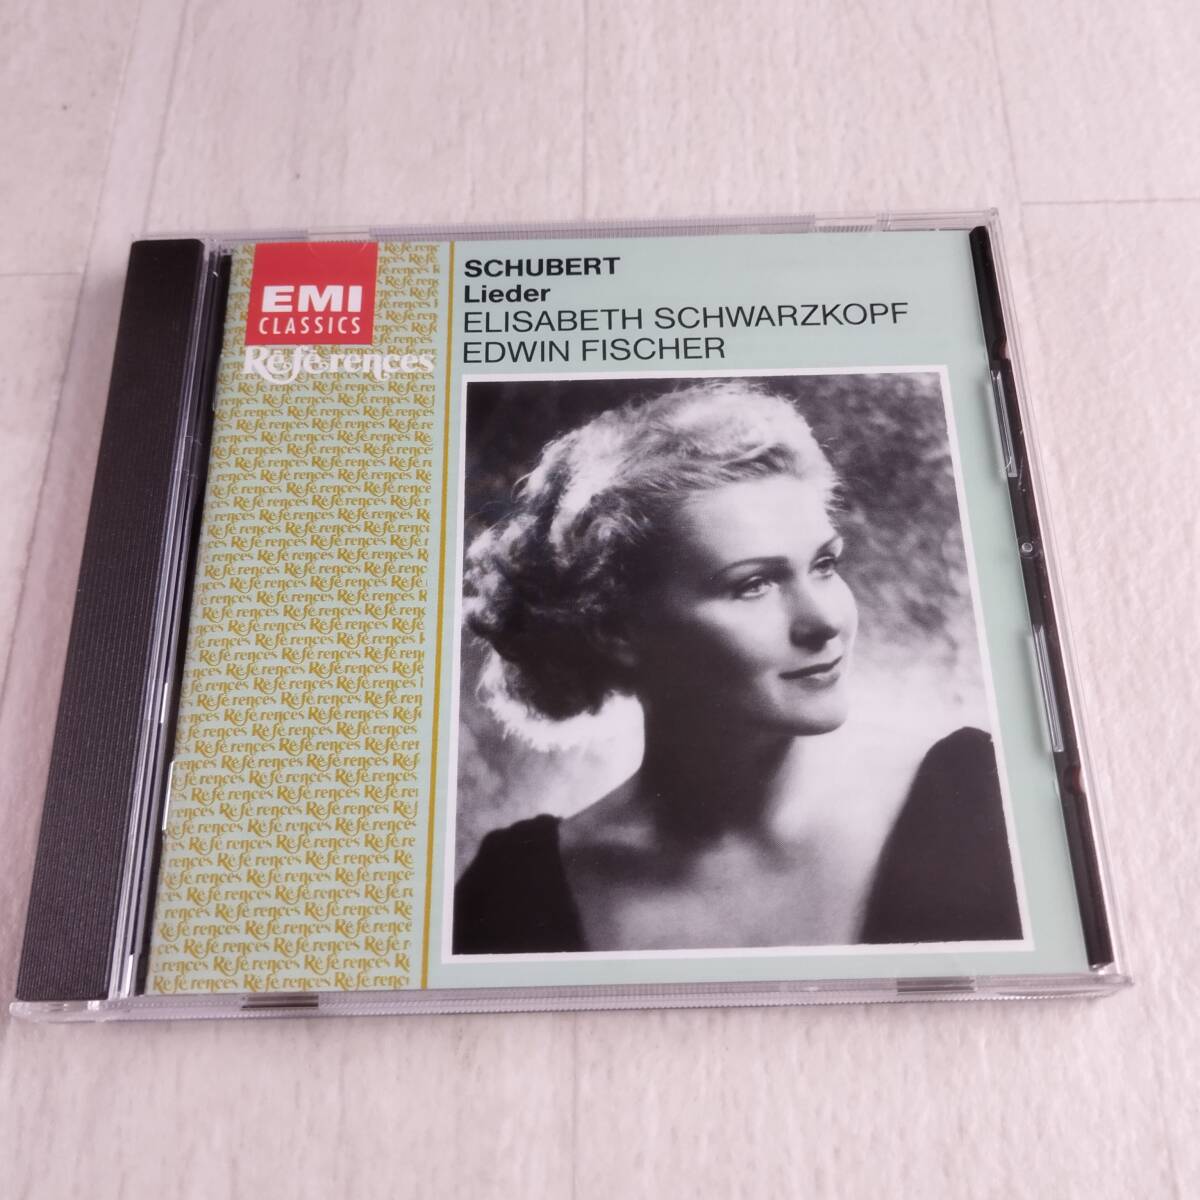 EMI
CLASSICS
Références
SCHUBERT
Lieder
ELISABETH SCHWARZKOPF
EDWIN FISCHER